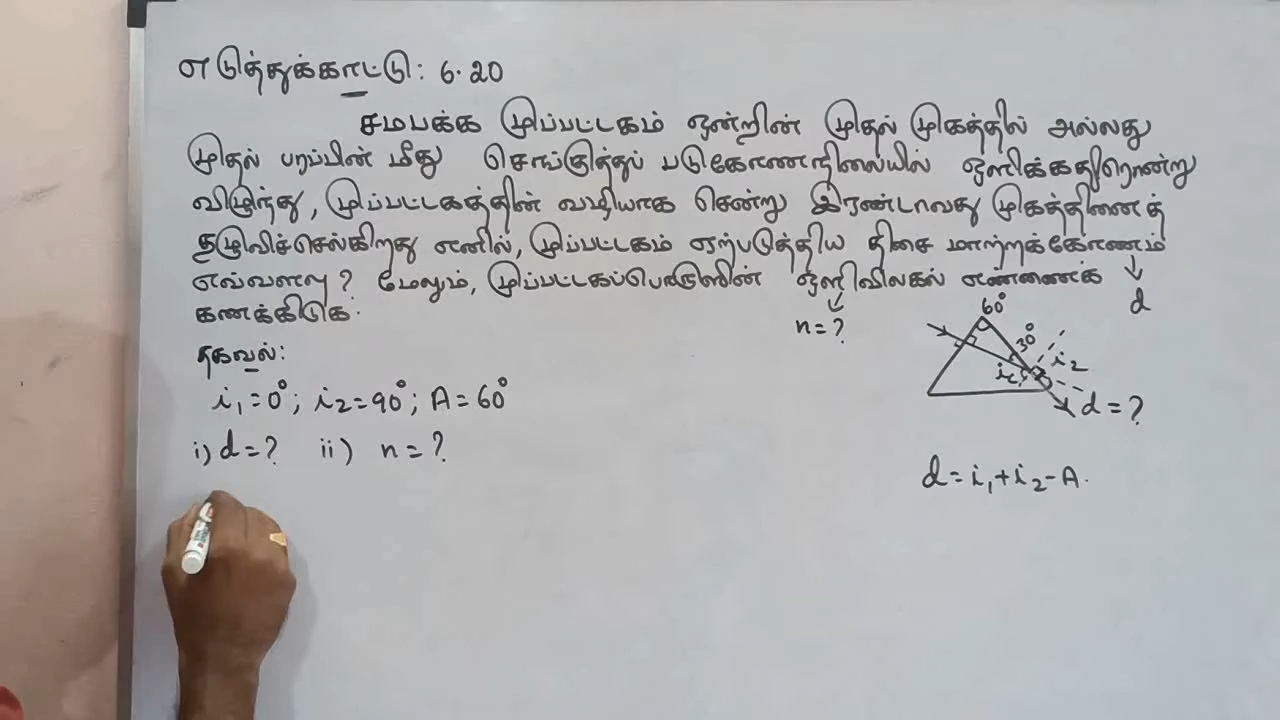 எடுத்துக்காட்டு: 6.20
சமபக்க முப்பட்டகம் ஒன்றின் முதல் முகத்தில் அல்லது
முதல் பரப்பின் மீது செங்குத்துப் படுகோணநிலையில் ஒளிக்கதிரொன்று
விழுந்து, முப்பட்டகத்தின் வழியாக சென்று இரண்டாவது முகத்தினைத்
தழுவிச்செல்கிறது எனில், முப்பட்டகம் ஏற்படுத்திய திசை மாற்றக்கோணம்
எவ்வளவு? மேலும், முப்பட்டகப்பொருளின் ஒளிவிலகல் எண்ணைக்
கணக்கிடுக.
n=?
d
60°
30°
i₂
i꜀
d=?
தகவல்:
i₁=0°; i₂=90°; A=60°
i) d=? ii) n=?
d=i₁+i₂-A.